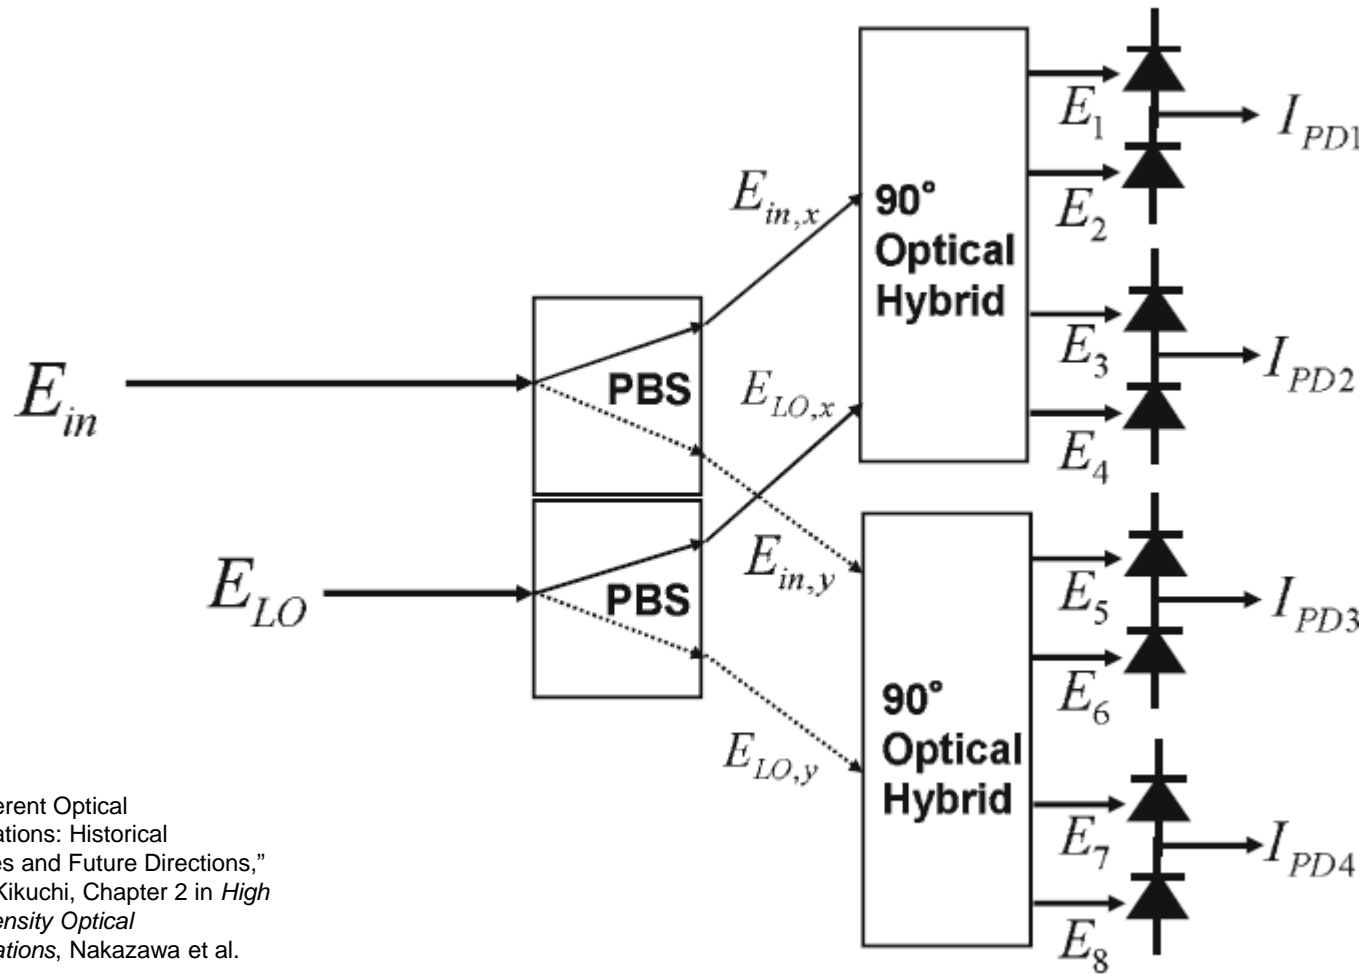 E_in
E_LO
PBS
PBS
E_in,x
E_LO,x
E_in,y
E_LO,y
90°
Optical
Hybrid
90°
Optical
Hybrid
E_1
E_2
E_3
E_4
E_5
E_6
E_7
E_8
I_PD1
I_PD2
I_PD3
I_PD4
erent Optical
ations: Historical
es and Future Directions,”
Kikuchi, Chapter 2 in High
ensity Optical
ations, Nakazawa et al.